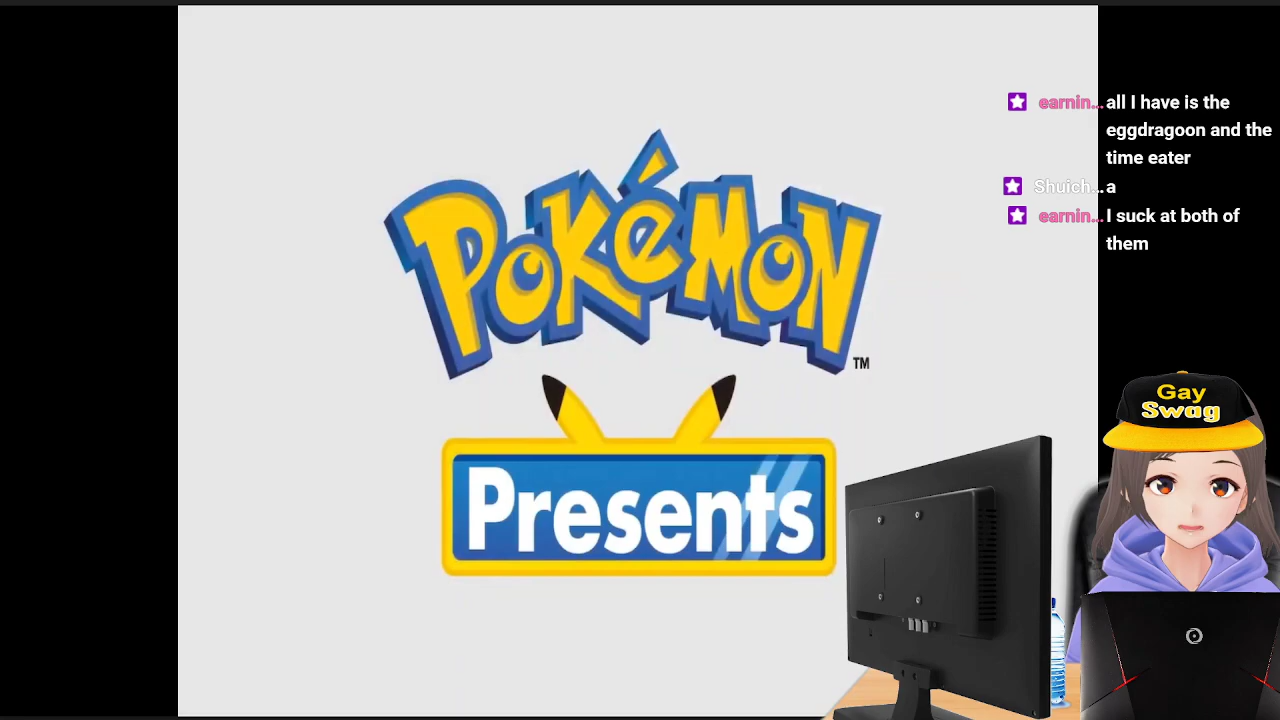 POKéMON
TM
Presents
earnin... all I have is the
eggdragoon and the
time eater
Shuich... a
earnin... I suck at both of
them
Gay
Swag